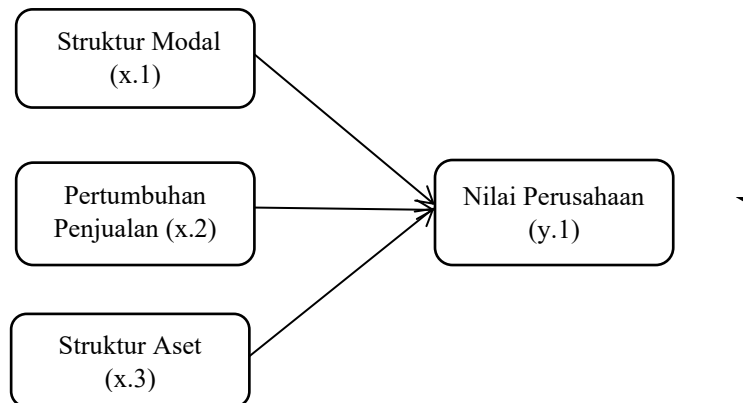 Struktur Modal
(x.1)
Pertumbuhan
Penjualan (x.2)
Nilai Perusahaan
(y.1)
Struktur Aset
(x.3)